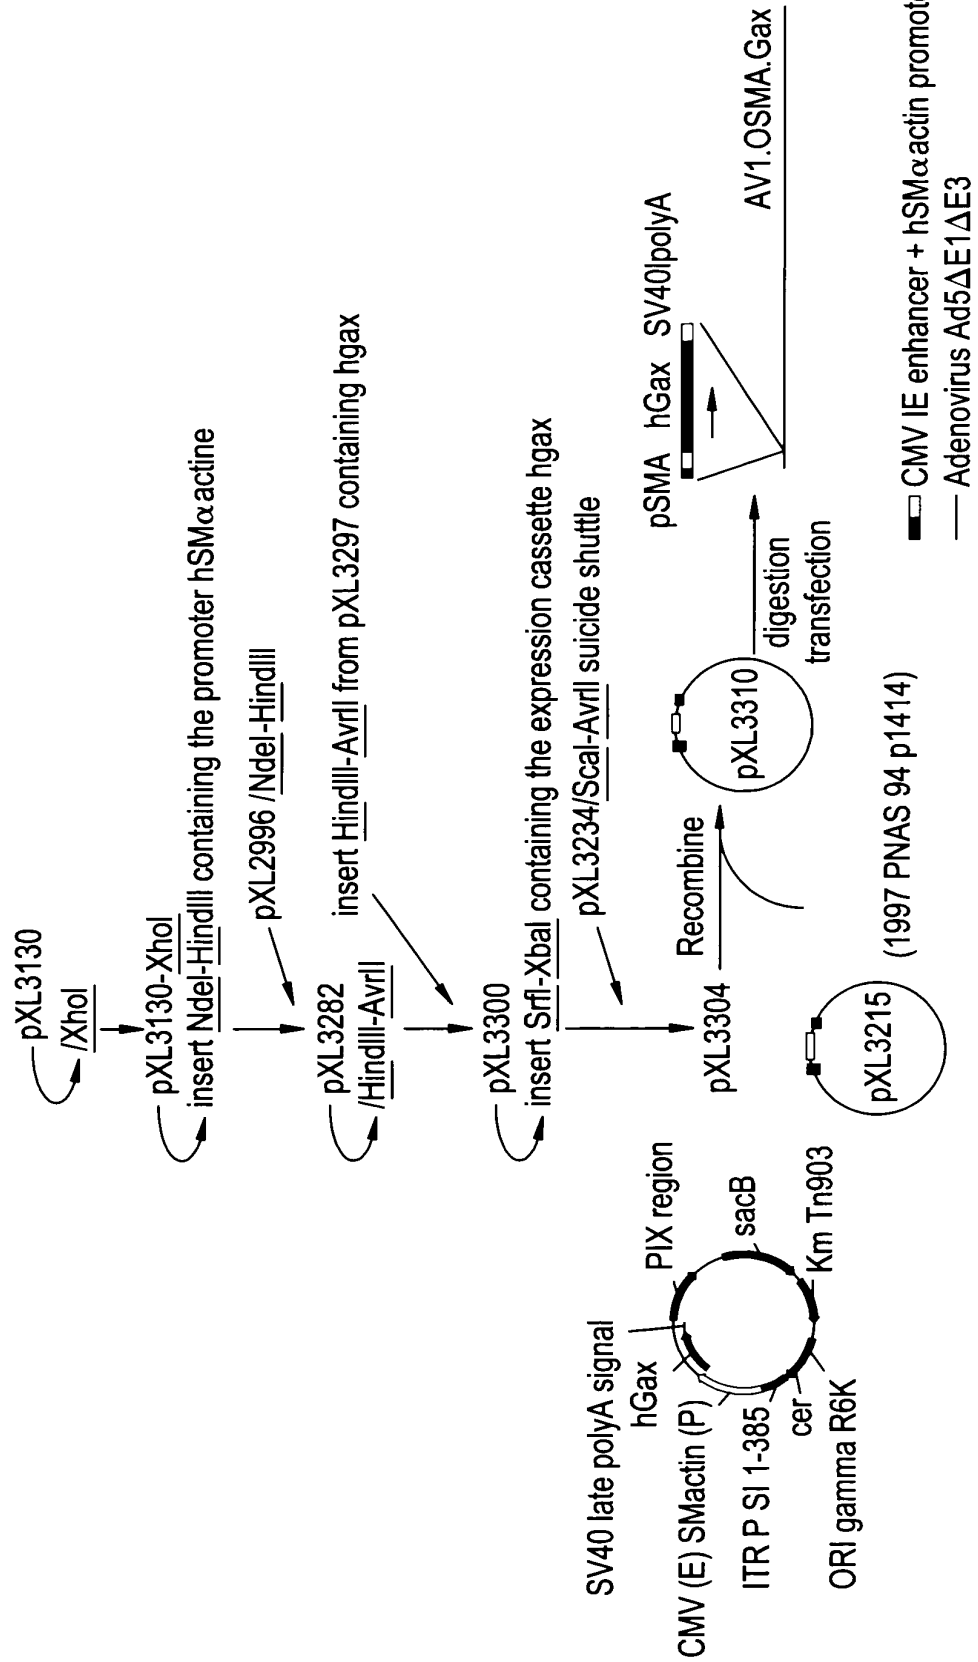 pXL3130
/XhoI
pXL3130-XhoI
insert NdeI-HindIII containing the promoter hSMαactine
pXL2996 /NdeI-HindIII
pXL3282
/HindIII-AvrII
insert HindIII-AvrII from pXL3297 containing hgax
pXL3300
insert SrfI-XbaI containing the expression cassette hgax
pXL3234/ScaI-AvrII suicide shuttle
pXL3304
Recombine
pXL3310
digestion
transfection
pSMA hGax SV40lpolyA
AV1.OSMA.Gax
pXL3215
(1997 PNAS 94 p1414)
CMV IE enhancer + hSMαactin promot
Adenovirus Ad5ΔE1ΔE3
SV40 late polyA signal
hGax
CMV (E) SMactin (P)
ITR P SI 1-385
cer
ORI gamma R6K
PIX region
sacB
Km Tn903